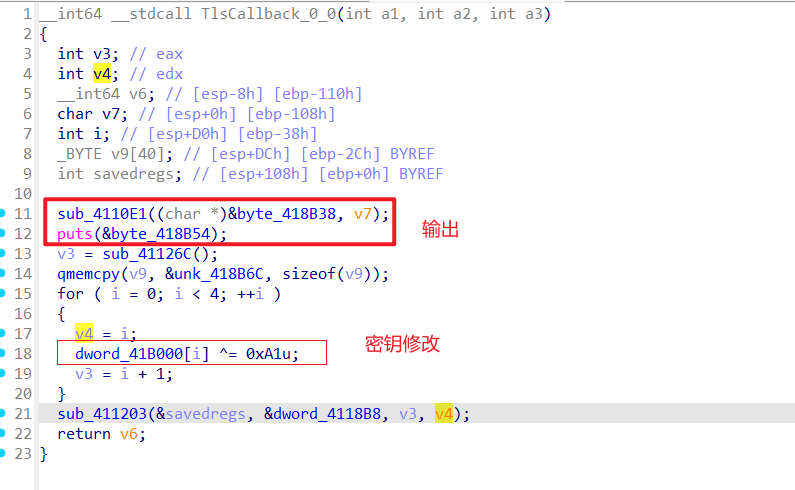 1 __int64 __stdcall TlsCallback_0_0(int a1, int a2, int a3)
2 {
3 int v3; // eax
4 int v4; // edx
5 __int64 v6; // [esp-8h] [ebp-110h]
6 char v7; // [esp+0h] [ebp-108h]
7 int i; // [esp+D0h] [ebp-38h]
8 _BYTE v9[40]; // [esp+DCh] [ebp-2Ch] BYREF
9 int savedregs; // [esp+108h] [ebp+0h] BYREF
10
11 sub_4110E1((char *)&byte_418B38, v7);
12 puts(&byte_418B54);
输出
13 v3 = sub_41126C();
14 qmemcpy(v9, &unk_418B6C, sizeof(v9));
15 for ( i = 0; i < 4; ++i )
16 {
17 v4 = i;
18 dword_41B000[i] ^= 0xA1u;
密钥修改
19 v3 = i + 1;
20 }
21 sub_411203(&savedregs, &dword_4118B8, v3, v4);
22 return v6;
23 }